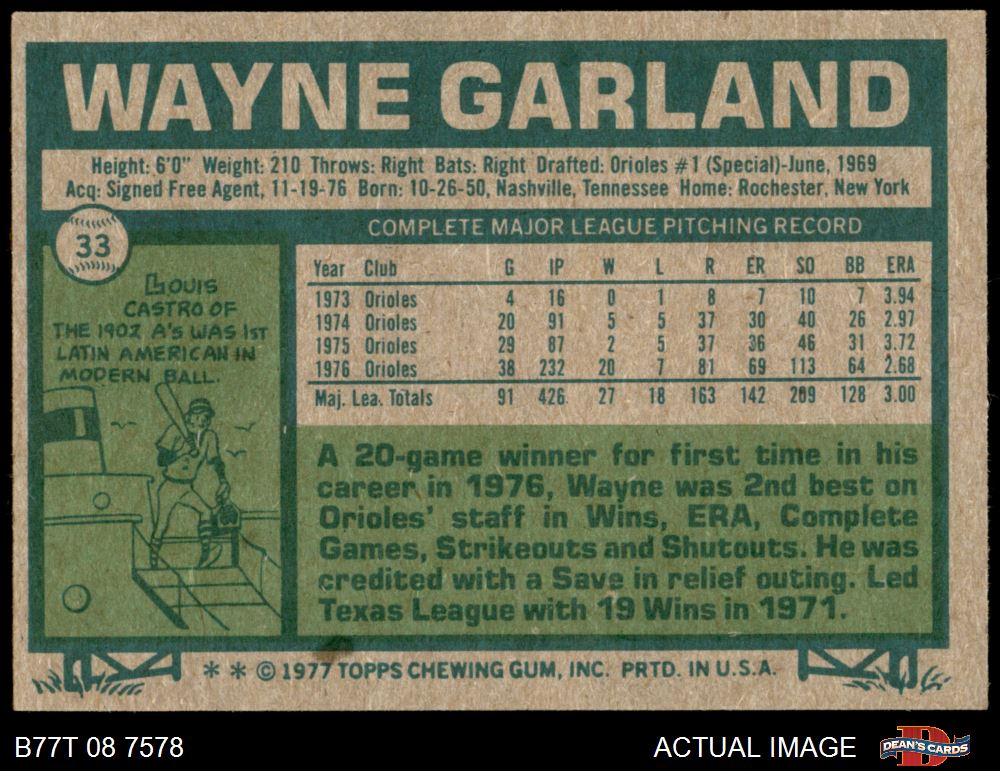 WAYNE GARLAND
Height: 6'0" Weight: 210 Throws: Right Bats: Right Drafted: Orioles #1 (Special)-June, 1969
Acq: Signed Free Agent, 11-19-76 Born: 10-26-50, Nashville, Tennessee Home: Rochester, New York
33
COMPLETE MAJOR LEAGUE PITCHING RECORD
LOUIS
CASTRO OF
THE 1902 A'S WAS 1ST
LATIN AMERICAN IN
MODERN BALL.
Year Club G IP W L R ER SO BB ERA
1973 Orioles 4 16 0 1 8 7 10 7 3.94
1974 Orioles 20 91 5 5 37 30 40 26 2.97
1975 Orioles 29 87 2 5 37 36 46 31 3.72
1976 Orioles 38 232 20 7 81 69 113 64 2.68
Maj. Lea. Totals 91 426 27 18 163 142 209 128 3.00
A 20-game winner for first time in his
career in 1976, Wayne was 2nd best on
Orioles' staff in Wins, ERA, Complete
Games, Strikeouts and Shutouts. He was
credited with a Save in relief outing. Led
Texas League with 19 Wins in 1971.
* * © 1977 TOPPS CHEWING GUM, INC. PRTD. IN U.S.A.
B77T 08 7578
ACTUAL IMAGE
DEAN'S CARDS